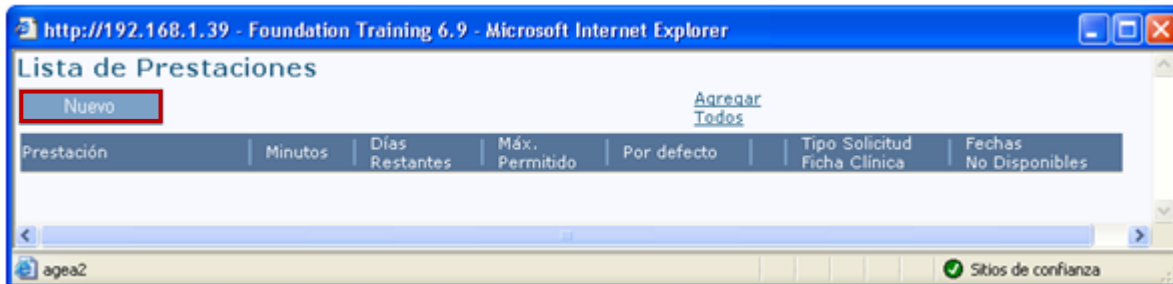 http://192.168.1.39 - Foundation Training 6.9 - Microsoft Internet Explorer
Lista de Prestaciones
Nuevo
Agregar
Todos
Prestación
Minutos
Días
Restantes
Máx.
Permitido
Por defecto
Tipo Solicitud
Ficha Clínica
Fechas
No Disponibles
agea2
Sitios de confianza